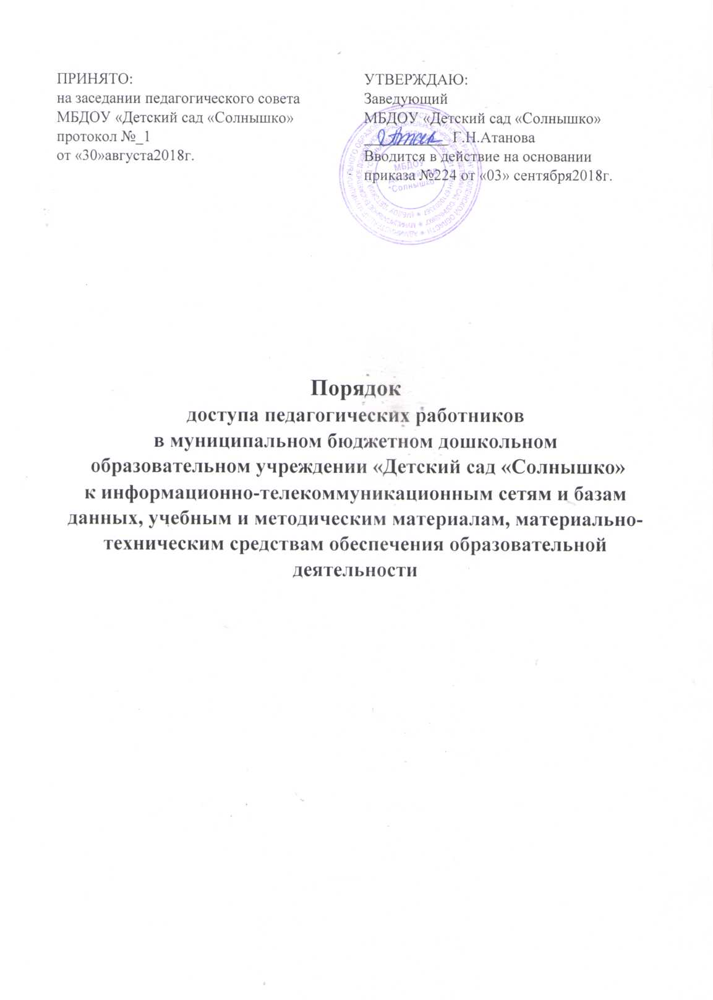 ПРИНЯТО:
на заседании педагогического совета
МБДОУ «Детский сад «Солнышко»
протокол №_1
от «30»августа2018г.
УТВЕРЖДАЮ:
Заведующий
МБДОУ «Детский сад «Солнышко»
___________ Г.Н.Атанова
Вводится в действие на основании
приказа №224 от «03» сентября2018г.
МБДОУ
"Солнышко"
Порядок
доступа педагогических работников
в муниципальном бюджетном дошкольном
образовательном учреждении «Детский сад «Солнышко»
к информационно-телекоммуникационным сетям и базам
данных, учебным и методическим материалам, материально-
техническим средствам обеспечения образовательной
деятельности